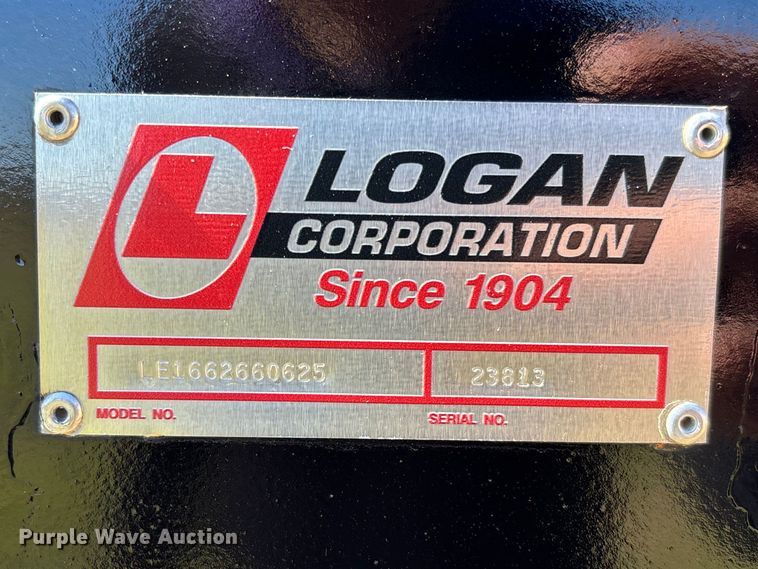 L
LOGAN
CORPORATION
Since 1904
LE1662660625
23813
MODEL NO.
SERIAL NO.
Purple Wave Auction